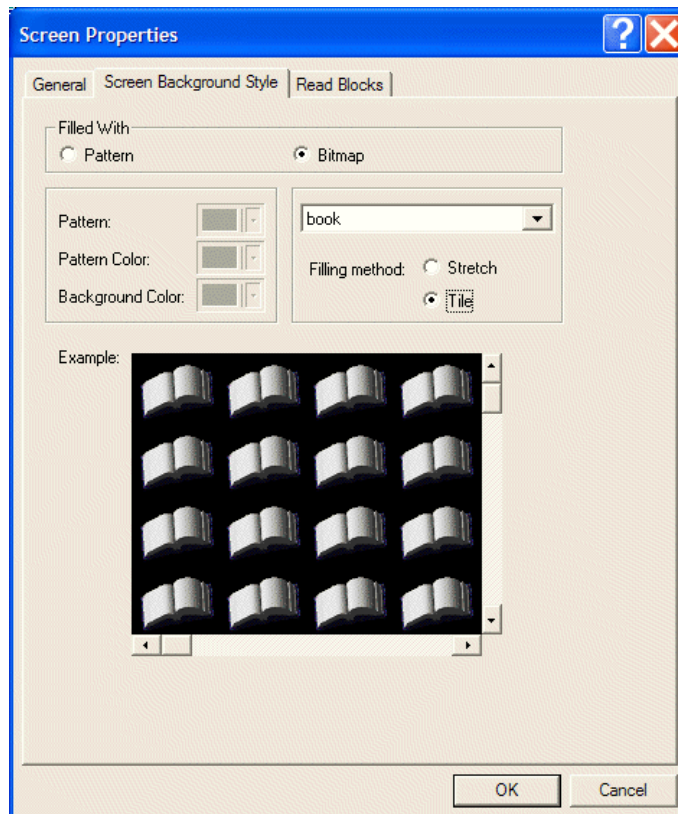 Screen Properties
General Screen Background Style Read Blocks
Filled With
Pattern Bitmap
Pattern:
Pattern Color:
Background Color:
book
Filling method: Stretch
Tile
Example:
OK Cancel